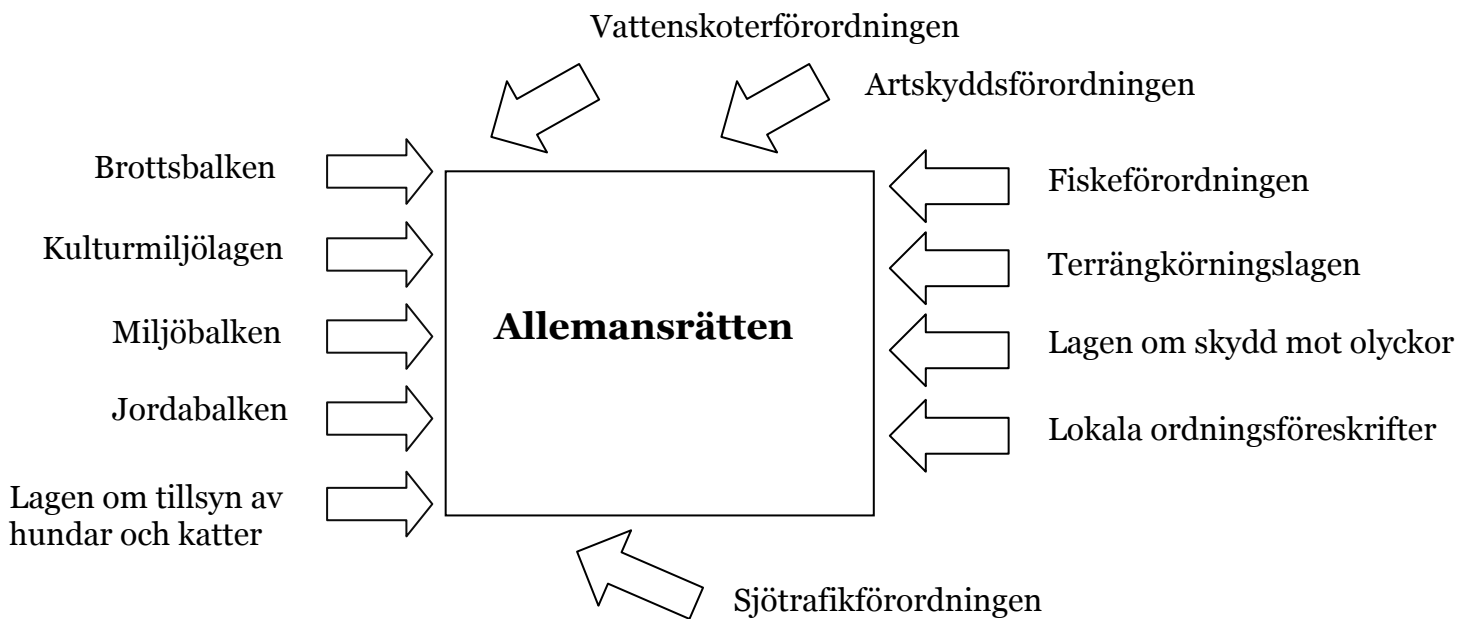 Vattenskoterförordningen
Artskyddsförordningen
Brottsbalken
Fiskeförordningen
Kulturmiljölagen
Terrängkörningslagen
Allemansrätten
Miljöbalken
Lagen om skydd mot olyckor
Jordabalken
Lokala ordningsföreskrifter
Lagen om tillsyn av
hundar och katter
Sjötrafikförordningen